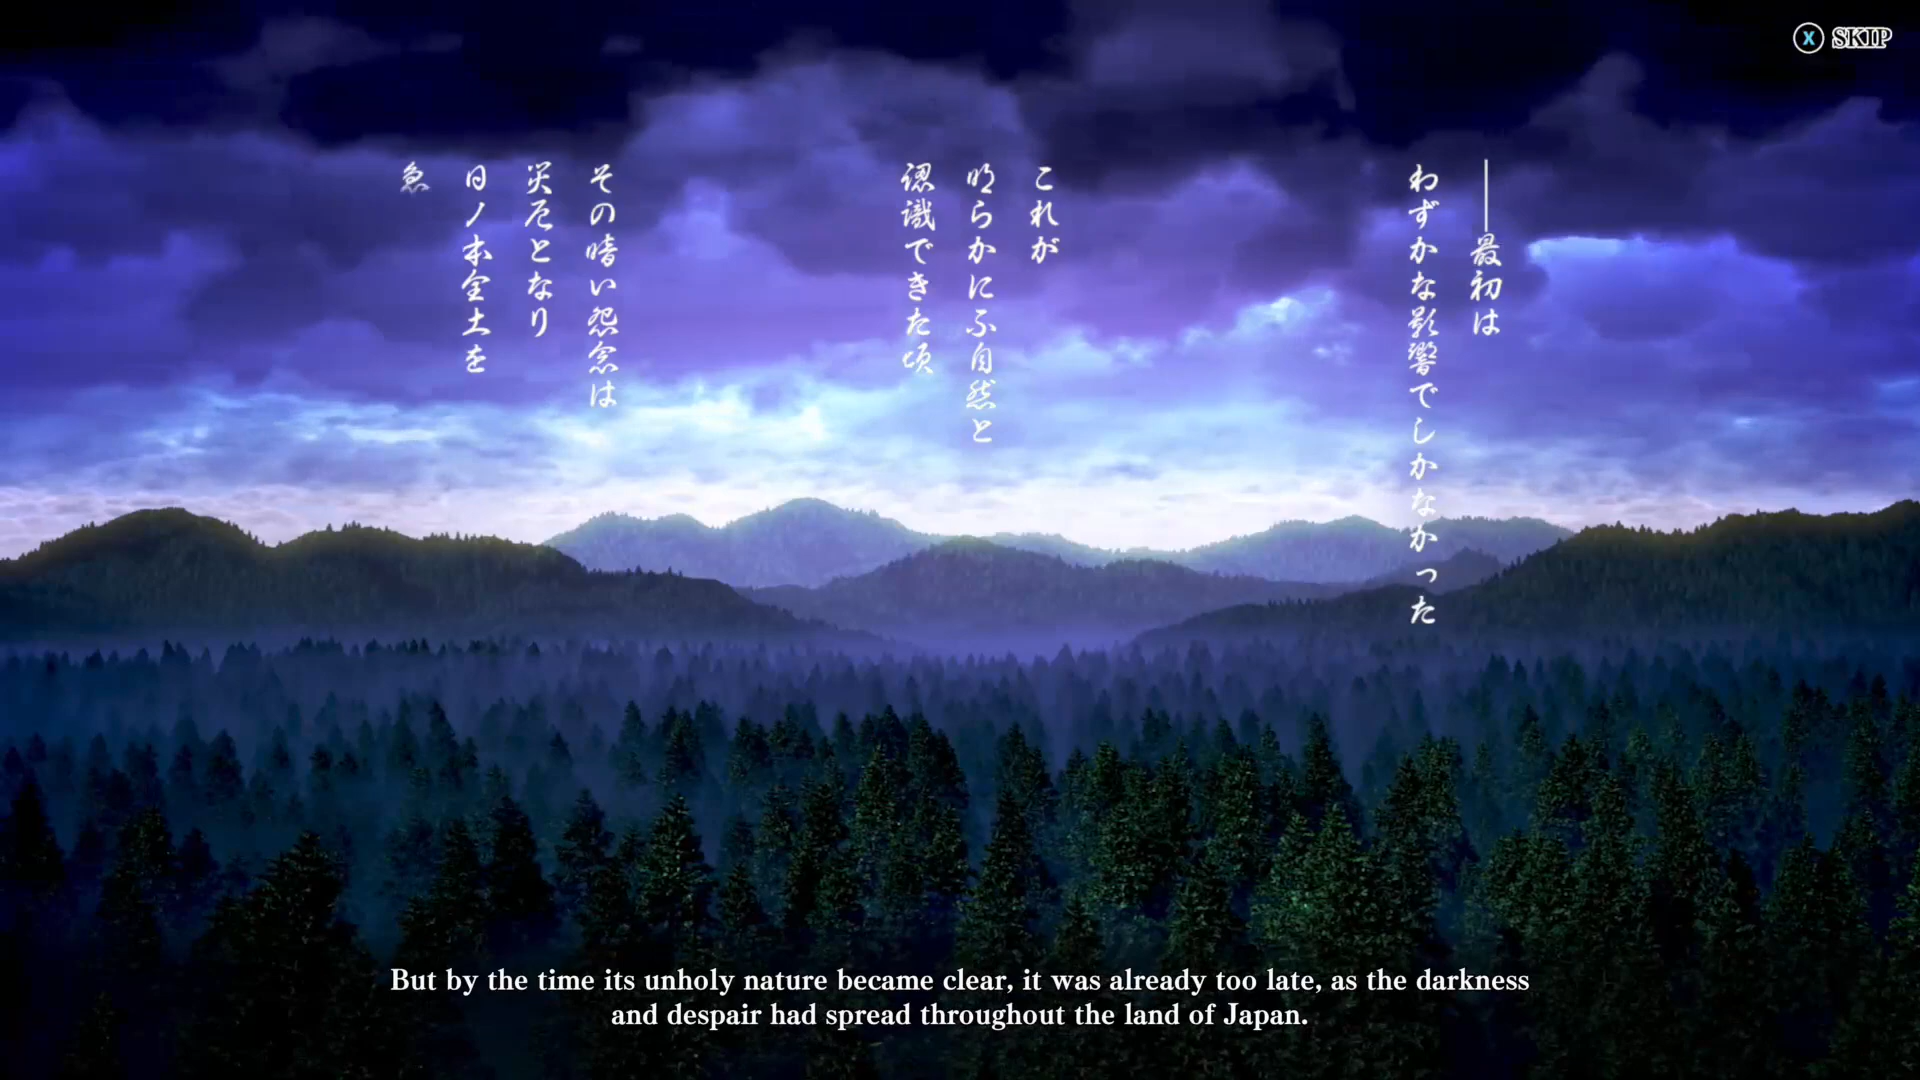 X SKIP
――最初は
わずかな影響でしかなかった
これが
明らかにふ自然と
認識できた頃
その暗い怨念は
災厄となり
日ノ本全土を
急
But by the time its unholy nature became clear, it was already too late, as the darkness
and despair had spread throughout the land of Japan.